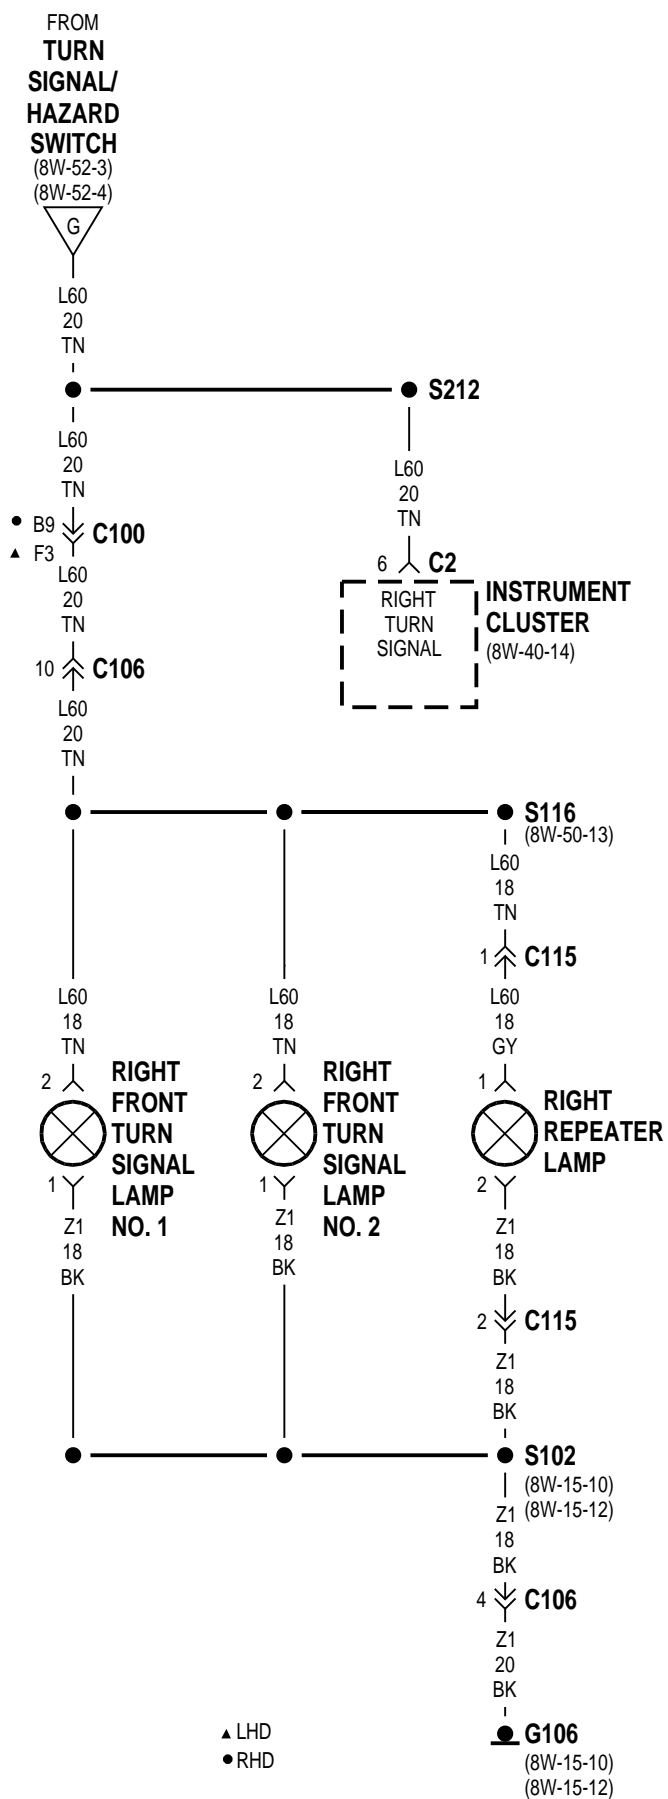 FROM
TURN
SIGNAL/
HAZARD
SWITCH
(8W-52-3)
(8W-52-4)
G
L60
20
TN
S212
L60
20
TN
B9
F3
C100
L60
20
TN
6
C2
RIGHT
TURN
SIGNAL
INSTRUMENT
CLUSTER
(8W-40-14)
L60
20
TN
10
C106
L60
20
TN
S116
(8W-50-13)
L60
18
TN
1
C115
L60
18
TN
2
RIGHT
FRONT
TURN
SIGNAL
LAMP
NO. 1
1
Z1
18
BK
L60
18
TN
2
RIGHT
FRONT
TURN
SIGNAL
LAMP
NO. 2
1
Z1
18
BK
L60
18
GY
1
RIGHT
REPEATER
LAMP
2
Z1
18
BK
2
C115
Z1
18
BK
S102
(8W-15-10)
(8W-15-12)
Z1
18
BK
4
C106
Z1
20
BK
G106
(8W-15-10)
(8W-15-12)
LHD
RHD